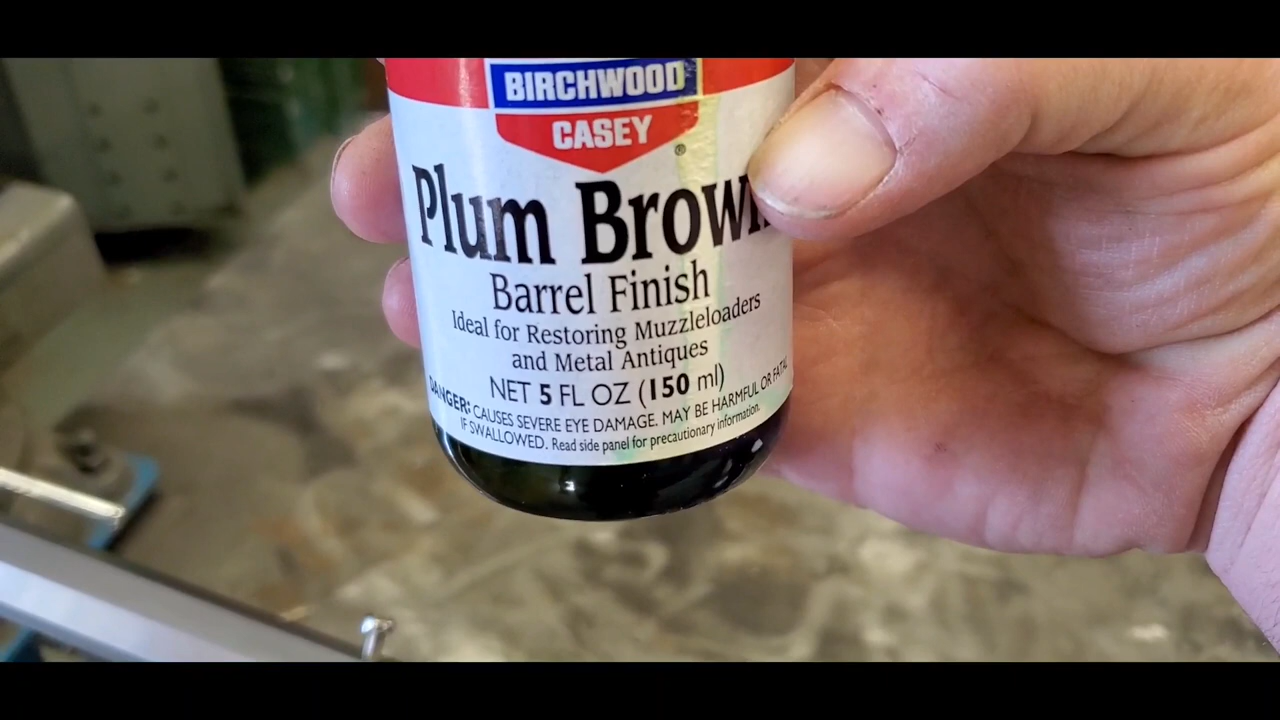 BIRCHWOOD
CASEY
®
Plum Brown
Barrel Finish
Ideal for Restoring Muzzleloaders
and Metal Antiques
NET 5 FL OZ (150 ml)
DANGER: CAUSES SEVERE EYE DAMAGE. MAY BE HARMFUL OR FATAL
IF SWALLOWED. Read side panel for precautionary information.